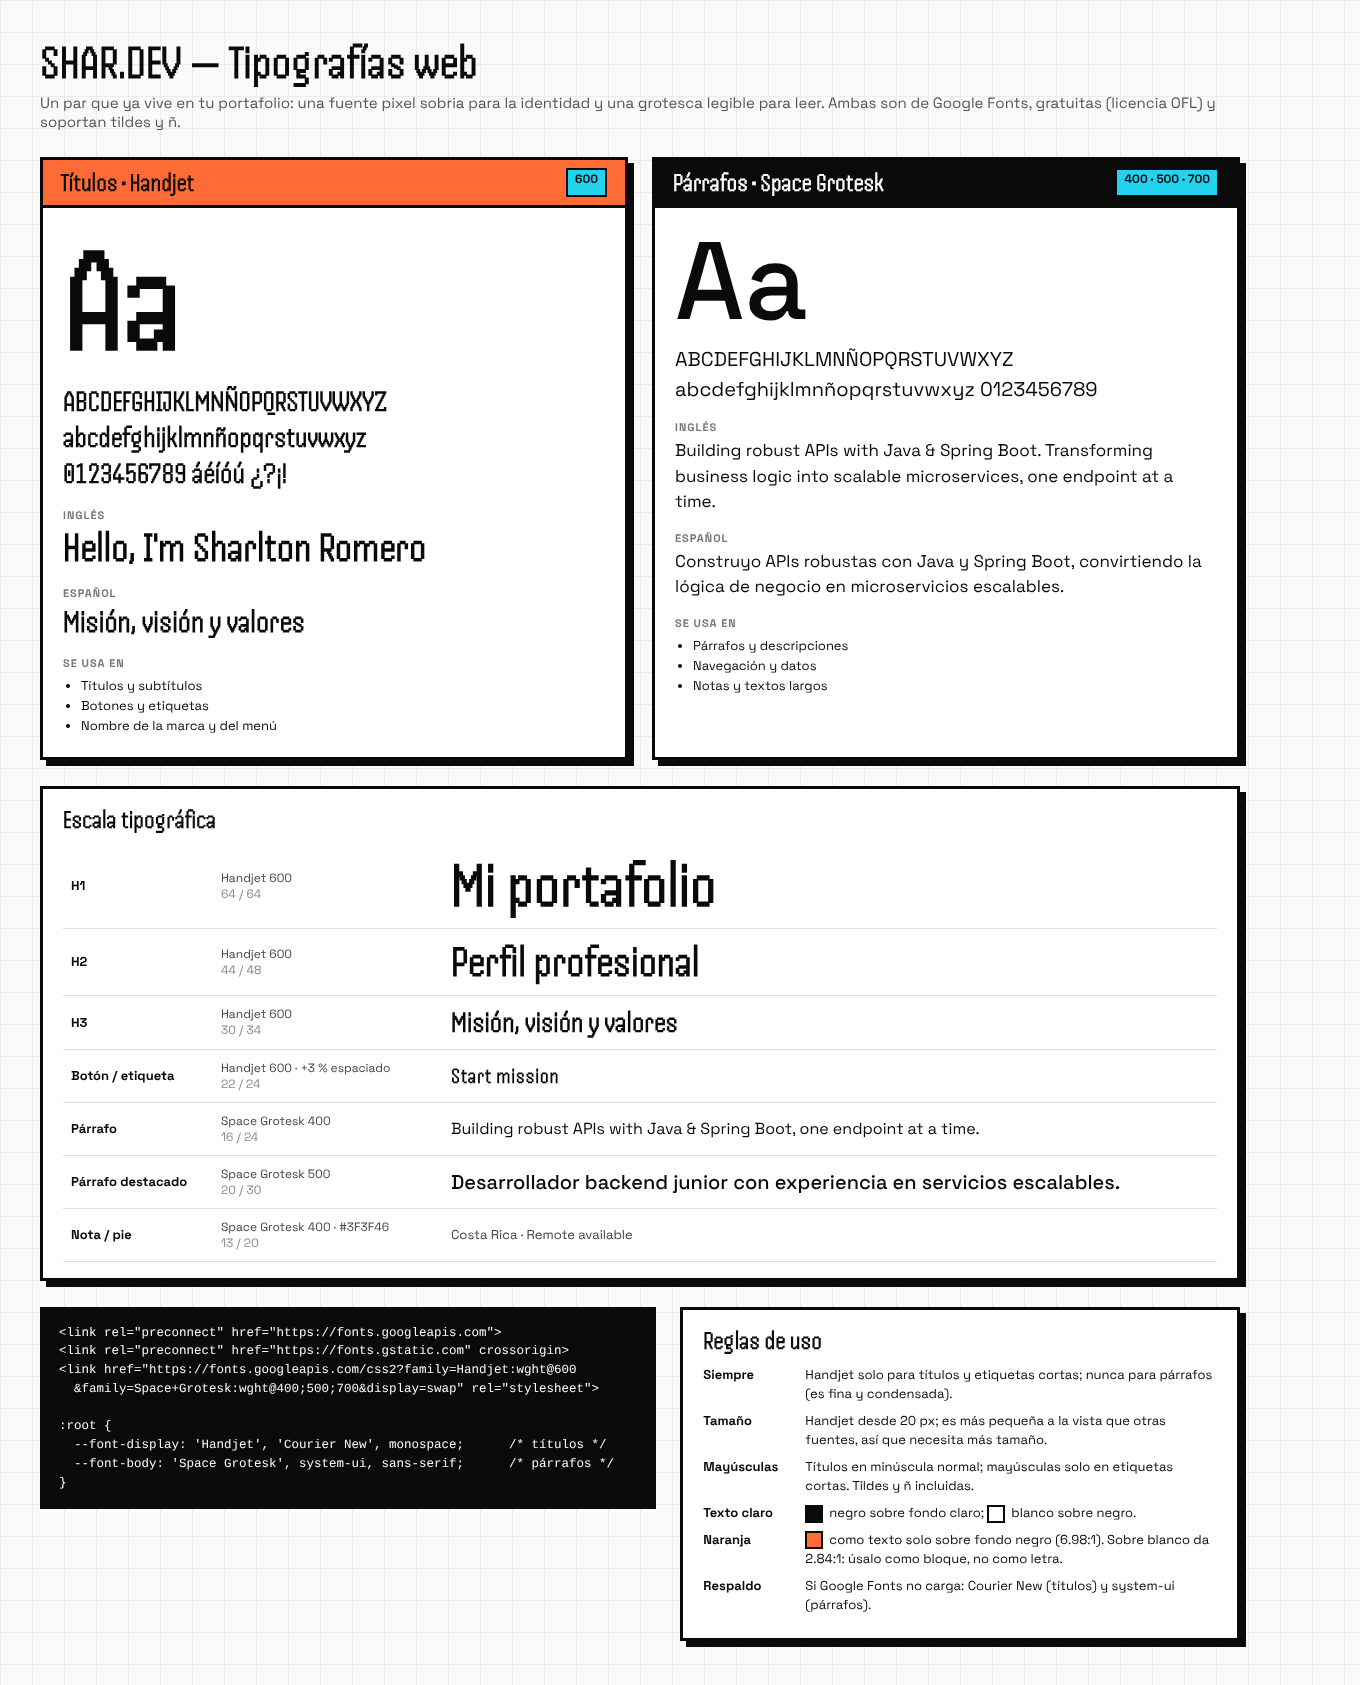 SHAR.DEV — Tipografías web
Un par que ya vive en tu portafolio: una fuente pixel sobria para la identidad y una grotesca legible para leer. Ambas son de Google Fonts, gratuitas (licencia OFL) y
soportan tildes y ñ.
Títulos · Handjet
600
Aa
ABCDEFGHIJKLMNÑOPQRSTUVWXYZ
abcdefghijklmnñopqrstuvwxyz
0123456789 áéíóú ¿?¡!
INGLÉS
Hello, I'm Sharlton Romero
ESPAÑOL
Misión, visión y valores
SE USA EN
• Títulos y subtítulos
• Botones y etiquetas
• Nombre de la marca y del menú
Párrafos · Space Grotesk
400 · 500 · 700
Aa
ABCDEFGHIJKLMNÑOPQRSTUVWXYZ
abcdefghijklmnñopqrstuvwxyz 0123456789
INGLÉS
Building robust APIs with Java & Spring Boot. Transforming
business logic into scalable microservices, one endpoint at a
time.
ESPAÑOL
Construyo APIs robustas con Java y Spring Boot, convirtiendo la
lógica de negocio en microservicios escalables.
SE USA EN
• Párrafos y descripciones
• Navegación y datos
• Notas y textos largos
Escala tipográfica
H1
Handjet 600
64 / 64
Mi portafolio
H2
Handjet 600
44 / 48
Perfil profesional
H3
Handjet 600
30 / 34
Misión, visión y valores
Botón / etiqueta
Handjet 600 · +3 % espaciado
22 / 24
Start mission
Párrafo
Space Grotesk 400
16 / 24
Building robust APIs with Java & Spring Boot, one endpoint at a time.
Párrafo destacado
Space Grotesk 500
20 / 30
Desarrollador backend junior con experiencia en servicios escalables.
Nota / pie
Space Grotesk 400 · #3F3F46
13 / 20
Costa Rica · Remote available
<link rel="preconnect" href="https://fonts.googleapis.com">
<link rel="preconnect" href="https://fonts.gstatic.com" crossorigin>
<link href="https://fonts.googleapis.com/css2?family=Handjet:wght@600
&family=Space+Grotesk:wght@400;500;700&display=swap" rel="stylesheet">
:root {
--font-display: 'Handjet', 'Courier New', monospace; /* títulos */
--font-body: 'Space Grotesk', system-ui, sans-serif; /* párrafos */
}
Reglas de uso
Siempre
Handjet solo para títulos y etiquetas cortas; nunca para párrafos
(es fina y condensada).
Tamaño
Handjet desde 20 px; es más pequeña a la vista que otras
fuentes, así que necesita más tamaño.
Mayúsculas
Títulos en minúscula normal; mayúsculas solo en etiquetas
cortas. Tildes y ñ incluidas.
Texto claro
negro sobre fondo claro; blanco sobre negro.
Naranja
como texto solo sobre fondo negro (6.98:1). Sobre blanco da
2.84:1: úsalo como bloque, no como letra.
Respaldo
Si Google Fonts no carga: Courier New (títulos) y system-ui
(párrafos).